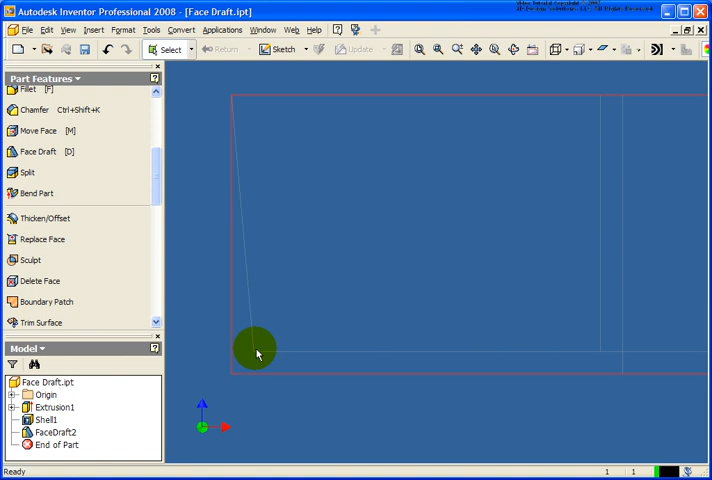 Autodesk Inventor Professional 2008 - [Face Draft.ipt]
File Edit View Insert Format Tools Convert Applications Window Web Help
Select Return Sketch Update
Part Features
Fillet [F]
Chamfer Ctrl+Shift+K
Move Face [M]
Face Draft [D]
Split
Bend Part
Thicken/Offset
Replace Face
Sculpt
Delete Face
Boundary Patch
Trim Surface
Model
Face Draft.ipt
Origin
Extrusion1
Shell1
FaceDraft2
End of Part
Ready 1 1